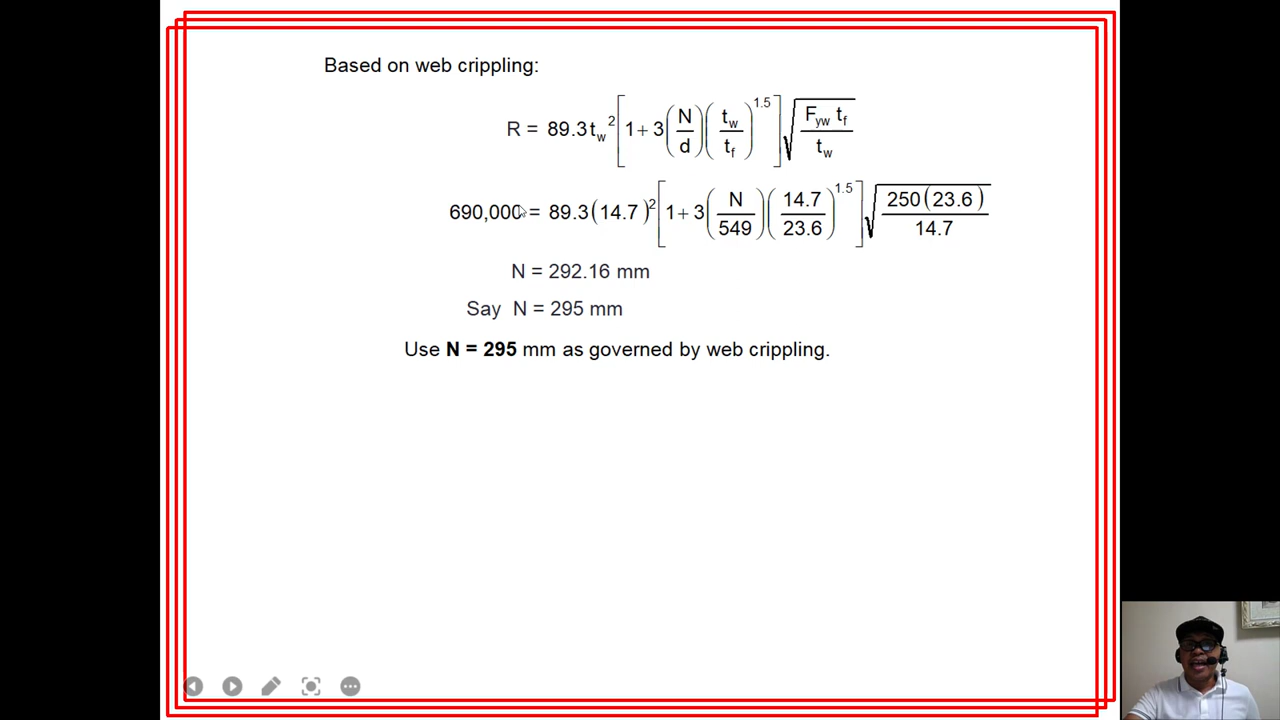 Based on web crippling:
R = 89.3 t_w^2 [1 + 3 (N/d) (t_w/t_f)^1.5] √(F_yw t_f / t_w)
690,000 = 89.3 (14.7)^2 [1 + 3 (N/549) (14.7/23.6)^1.5] √(250 (23.6) / 14.7)
N = 292.16 mm
Say N = 295 mm
Use N = 295 mm as governed by web crippling.